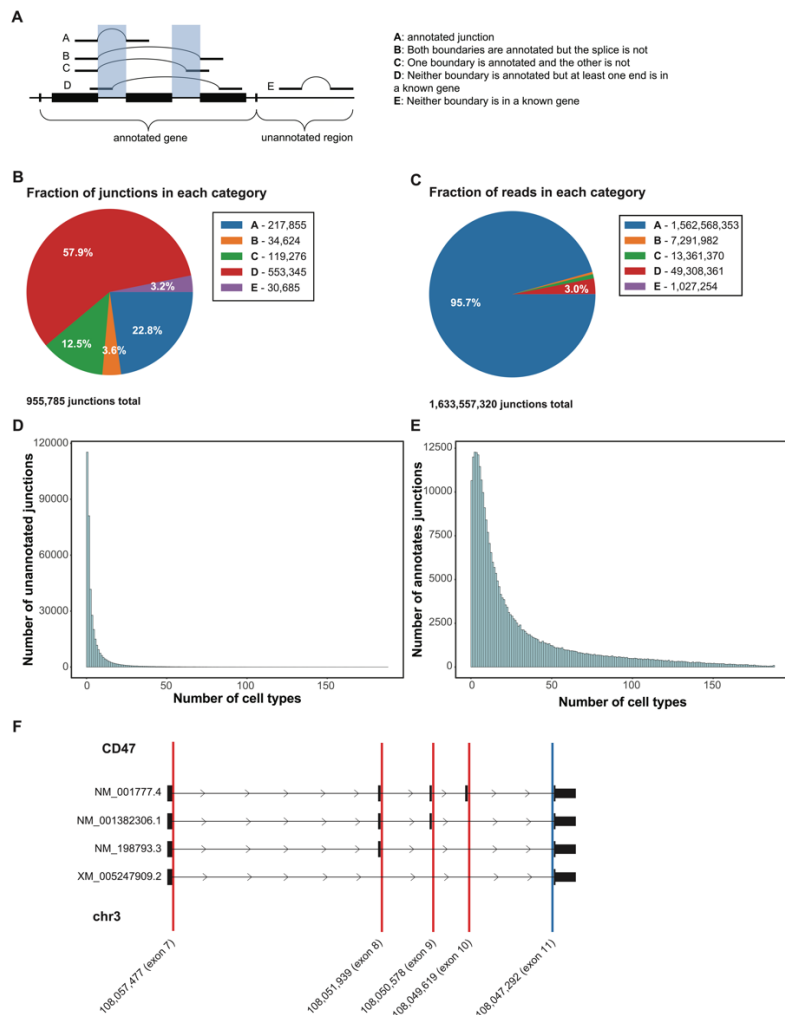 A
A
B
C
D
E
annotated gene
unannotated region
A: annotated junction
B: Both boundaries are annotated but the splice is not
C: One boundary is annotated and the other is not
D: Neither boundary is annotated but at least one end is in
a known gene
E: Neither boundary is in a known gene
B
Fraction of junctions in each category
57.9%
3.2%
22.8%
3.6%
12.5%
A - 217,855
B - 34,624
C - 119,276
D - 553,345
E - 30,685
955,785 junctions total
C
Fraction of reads in each category
95.7%
3.0%
A - 1,562,568,353
B - 7,291,982
C - 13,361,370
D - 49,308,361
E - 1,027,254
1,633,557,320 junctions total
D
Number of unannotated junctions
120000
90000
60000
30000
0
0
50
100
150
Number of cell types
E
Number of annotates junctions
12500
10000
7500
5000
2500
0
0
50
100
150
Number of cell types
F
CD47
NM_001777.4
NM_001382306.1
NM_198793.3
XM_005247909.2
chr3
108,057,477 (exon 7)
108,051,939 (exon 8)
108,050,578 (exon 9)
108,049,619 (exon 10)
108,047,292 (exon 11)